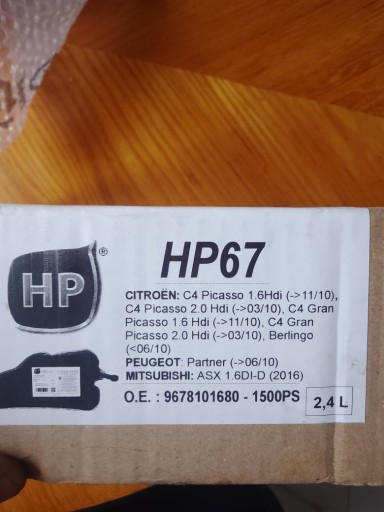 HP67
HP®
CITROËN: C4 Picasso 1.6Hdi (->11/10),
C4 Picasso 2.0 Hdi (->03/10), C4 Gran
Picasso 1.6 Hdi (->11/10), C4 Gran
Picasso 2.0 Hdi (->03/10), Berlingo
(<06/10)
PEUGEOT: Partner (->06/10)
MITSUBISHI: ASX 1.6DI-D (2016)
O.E. : 9678101680 - 1500PS
2,4 L